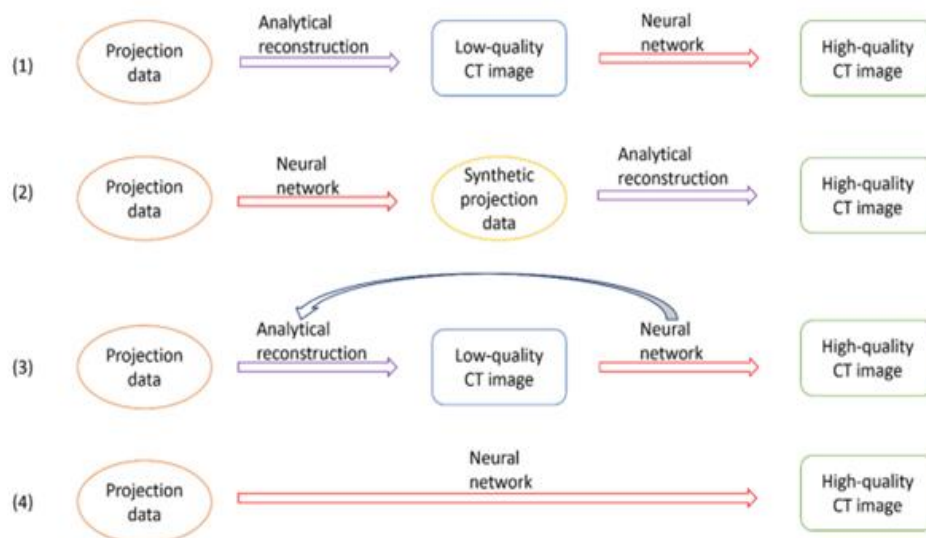 (1)
Projection
data
Analytical
reconstruction
Low-quality
CT image
Neural
network
High-quality
CT image
(2)
Projection
data
Neural
network
Synthetic
projection
data
Analytical
reconstruction
High-quality
CT image
(3)
Projection
data
Analytical
reconstruction
Low-quality
CT image
Neural
network
High-quality
CT image
(4)
Projection
data
Neural
network
High-quality
CT image